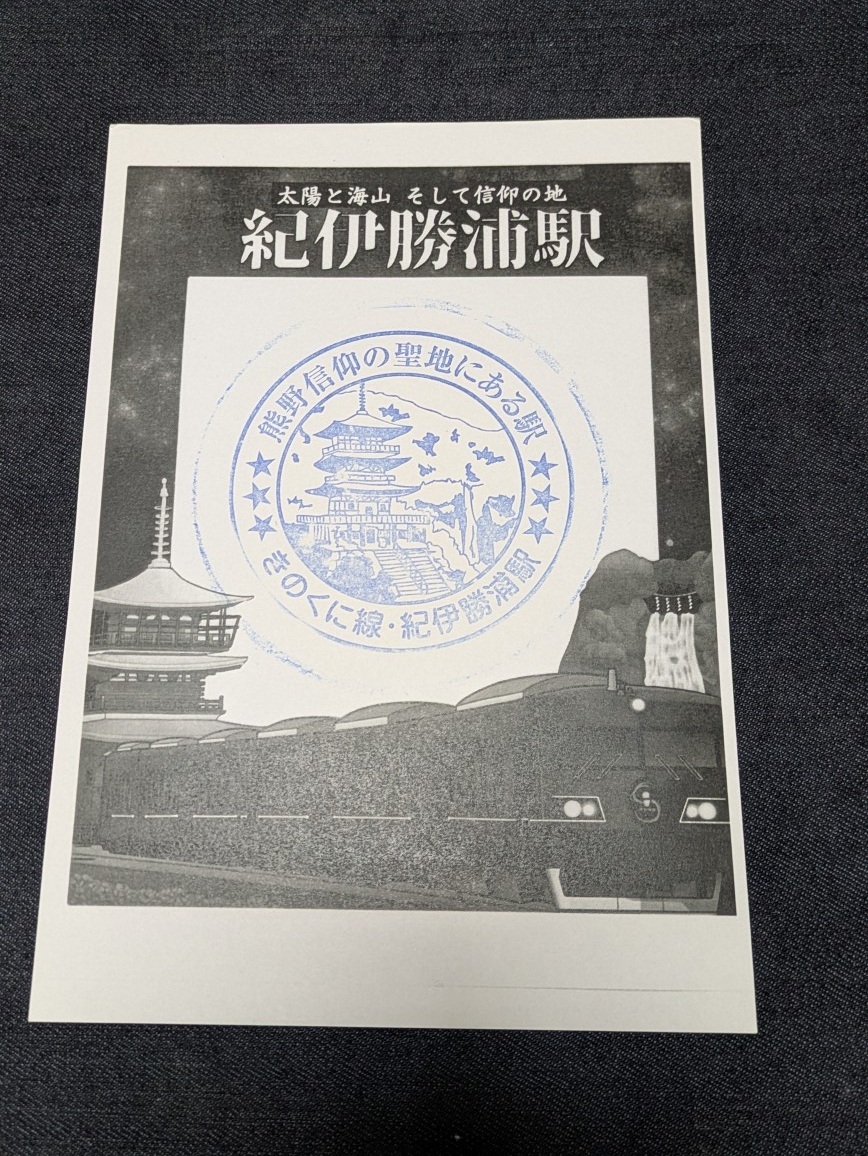 太陽と海山 そして信仰の地
紀伊勝浦駅
熊野信仰の聖地にある駅
きのくに線・紀伊勝浦駅